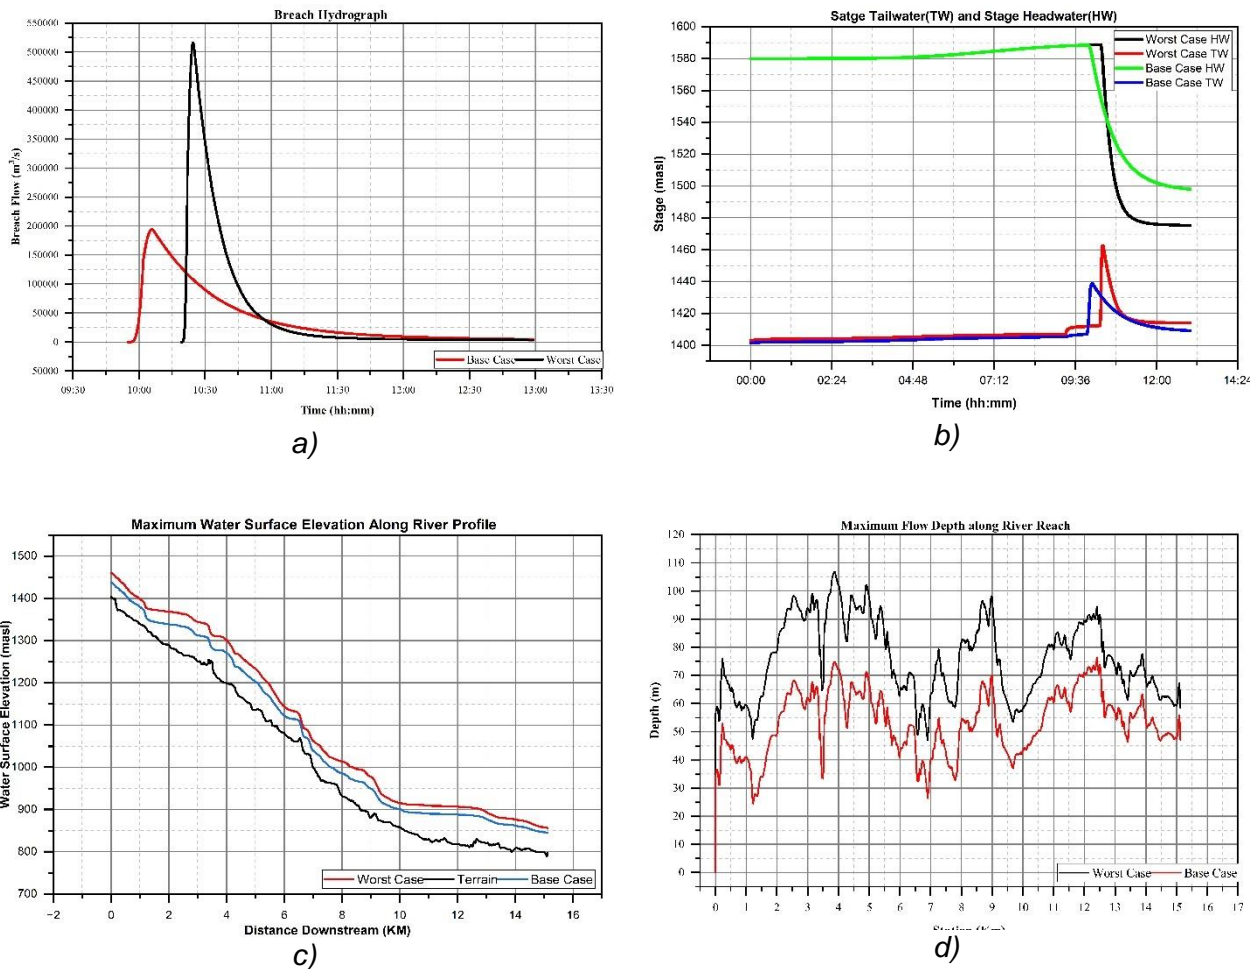 Breach Hydrograph
550000
500000
450000
400000
350000
300000
250000
200000
150000
100000
50000
0
50000
Breach Flow (m³/s)
Base Case Worst Case
09:30 10:00 10:30 11:00 11:30 12:00 12:30 13:00 13:30
Time (hh:mm)
a)
Satge Tailwater(TW) and Stage Headwater(HW)
1600
1580
1560
1540
1520
1500
1480
1460
1440
1420
1400
Stage (masl)
Worst Case HW
Worst Case TW
Base Case HW
Base Case TW
00:00 02:24 04:48 07:12 09:36 12:00 14:24
Time (hh:mm)
b)
Maximum Water Surface Elevation Along River Profile
1500
1400
1300
1200
1100
1000
900
800
700
Water Surface Elevation (masl)
Worst Case Terrain Base Case
−2 0 2 4 6 8 10 12 14 16
Distance Downstream (KM)
c)
Maximum Flow Depth along River Reach
120
110
100
90
80
70
60
50
40
30
20
10
0
Depth (m)
Worst Case Base Case
0 1 2 3 4 5 6 7 8 9 10 11 12 13 14 15 16 17
Station (Km)
d)